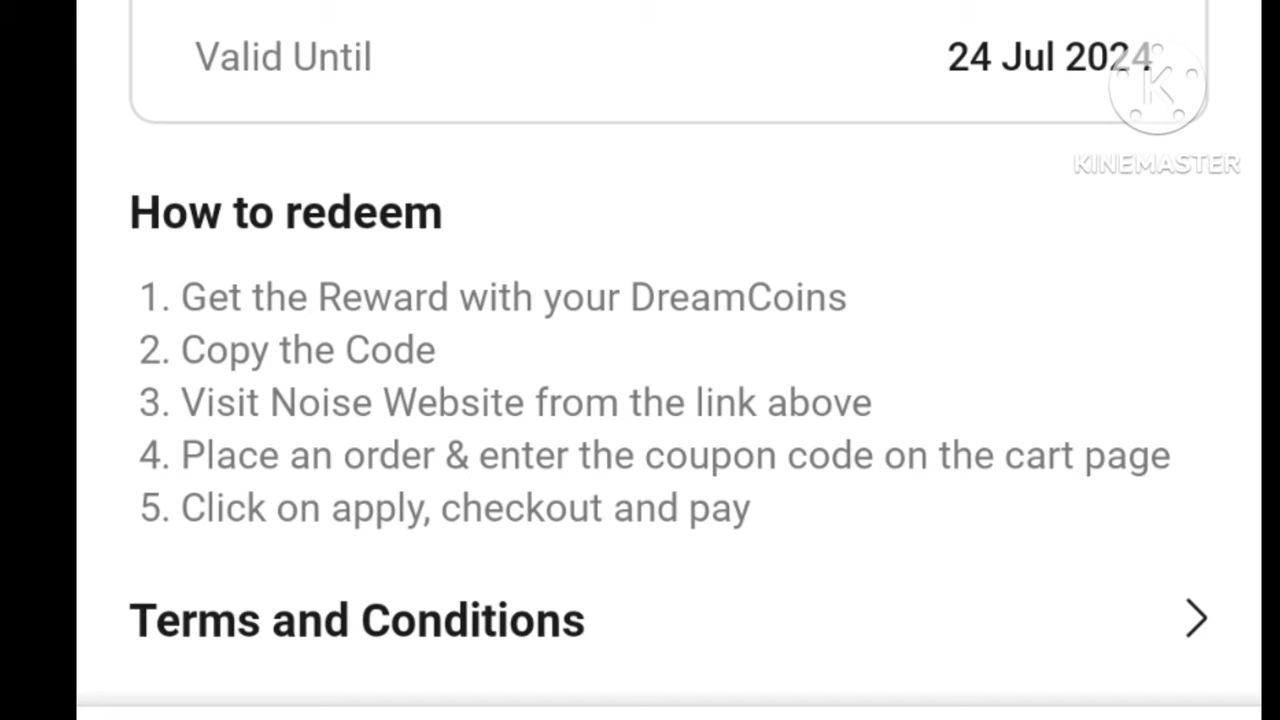 Valid Until 24 Jul 2024
K
KINEMASTER
How to redeem
1. Get the Reward with your DreamCoins
2. Copy the Code
3. Visit Noise Website from the link above
4. Place an order & enter the coupon code on the cart page
5. Click on apply, checkout and pay
Terms and Conditions